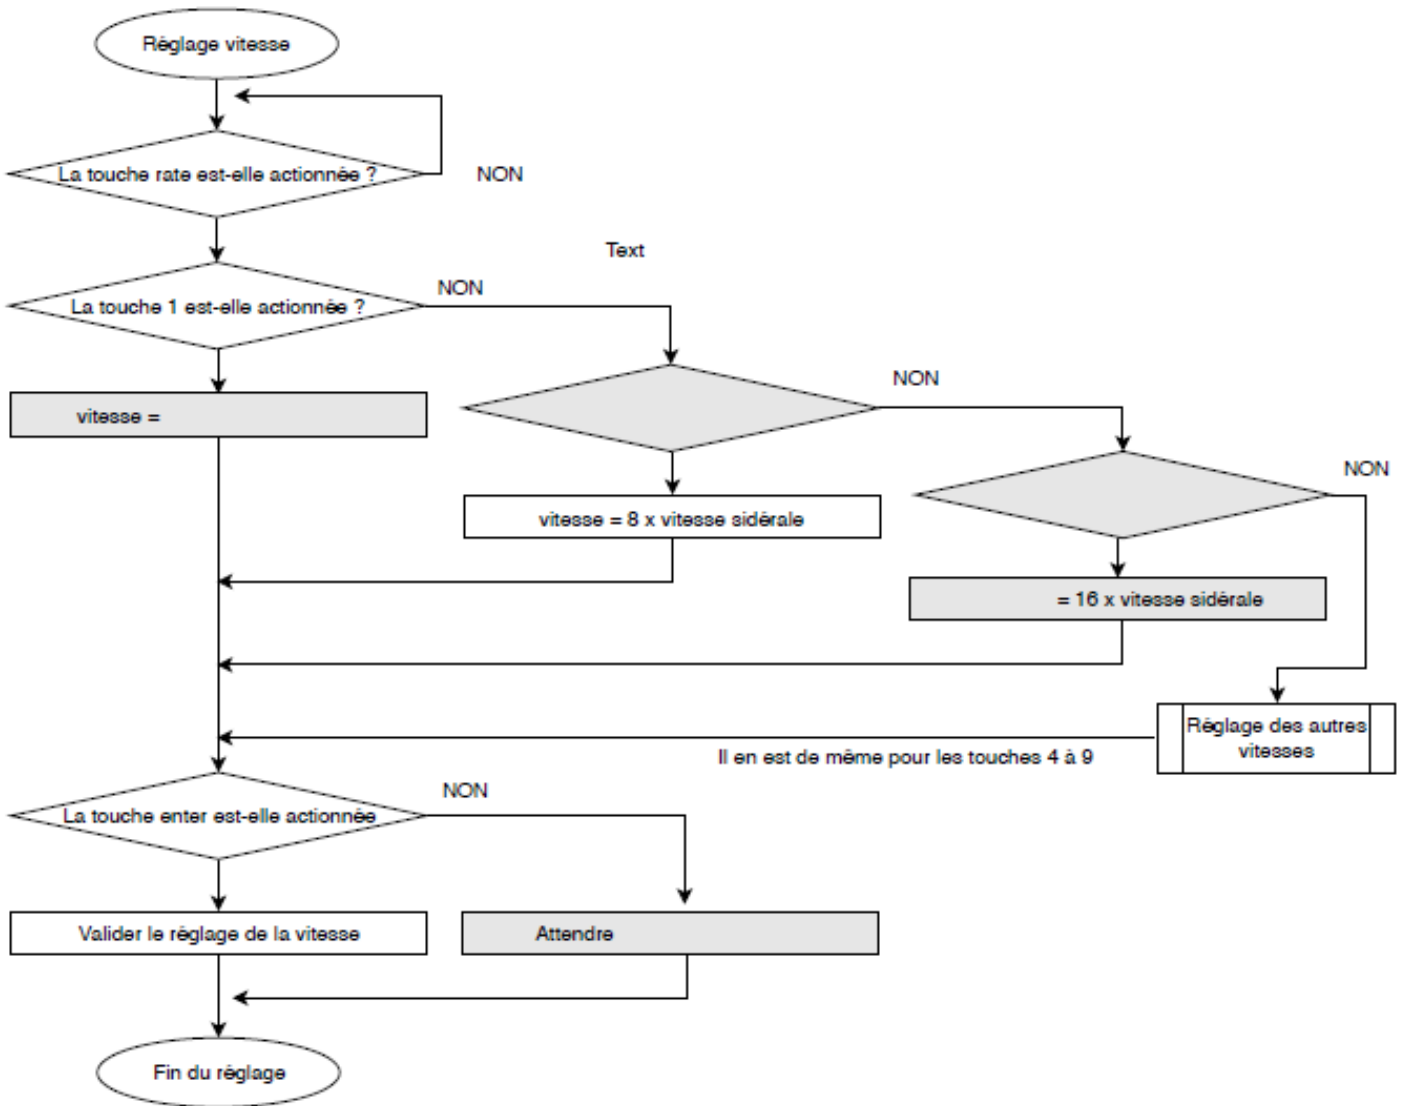 Réglage vitesse
La touche rate est-elle actionnée ?
NON
Text
La touche 1 est-elle actionnée ?
NON
NON
vitesse =
NON
vitesse = 8 x vitesse sidérale
= 16 x vitesse sidérale
Réglage des autres
vitesses
Il en est de même pour les touches 4 à 9
NON
La touche enter est-elle actionnée
Valider le réglage de la vitesse
Attendre
Fin du réglage